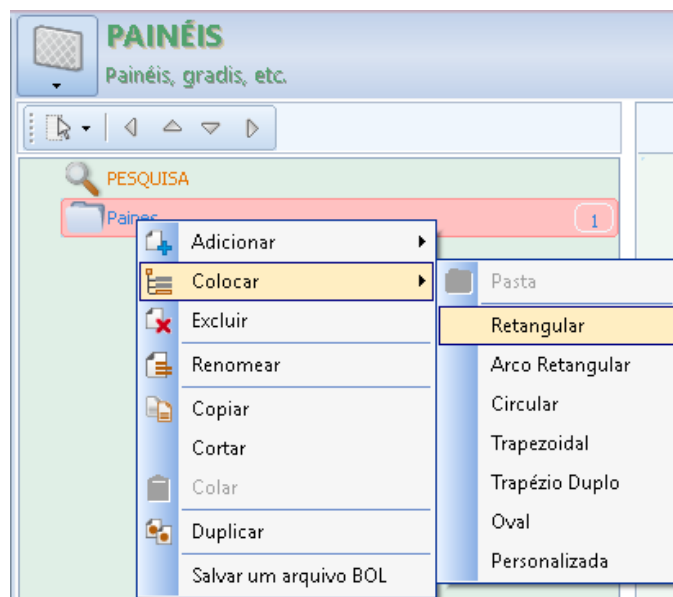 PAINÉIS
Painéis, gradis, etc.
PESQUISA
Paines
1
Adicionar
Colocar
Excluir
Renomear
Copiar
Cortar
Colar
Duplicar
Salvar um arquivo BOL
Pasta
Retangular
Arco Retangular
Circular
Trapezoidal
Trapézio Duplo
Oval
Personalizada